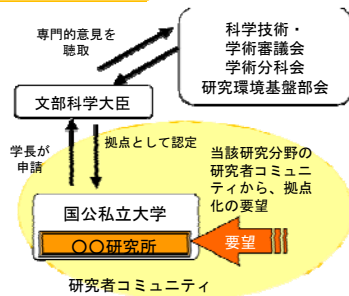 専門的意見を
聴取
科学技術・
学術審議会
学術分科会
研究環境基盤部会
文部科学大臣
学長が
申請
拠点として認定
当該研究分野の
研究者コミュニ
ティから、拠点
化の要望
国公私立大学
〇〇研究所
要望
研究者コミュニティ